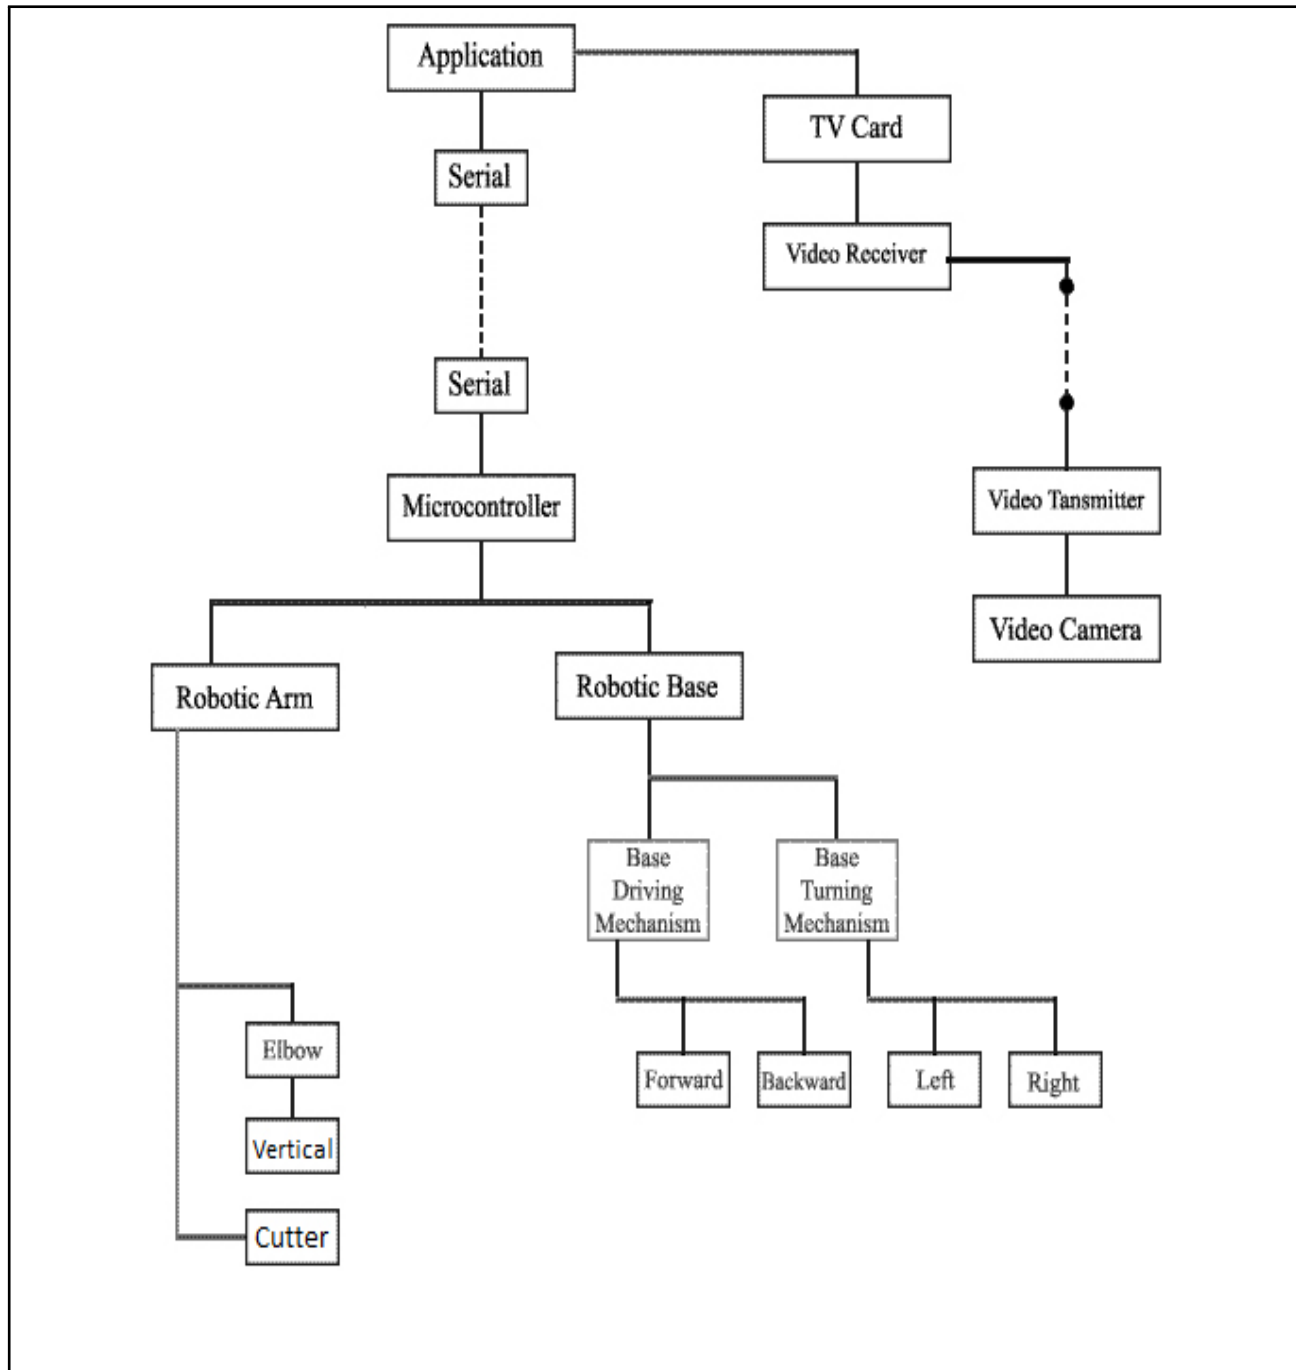 Application
TV Card
Serial
Video Receiver
Serial
Microcontroller
Video Tansmitter
Video Camera
Robotic Arm
Robotic Base
Base
Driving
Mechanism
Base
Turning
Mechanism
Elbow
Forward
Backward
Left
Right
Vertical
Cutter